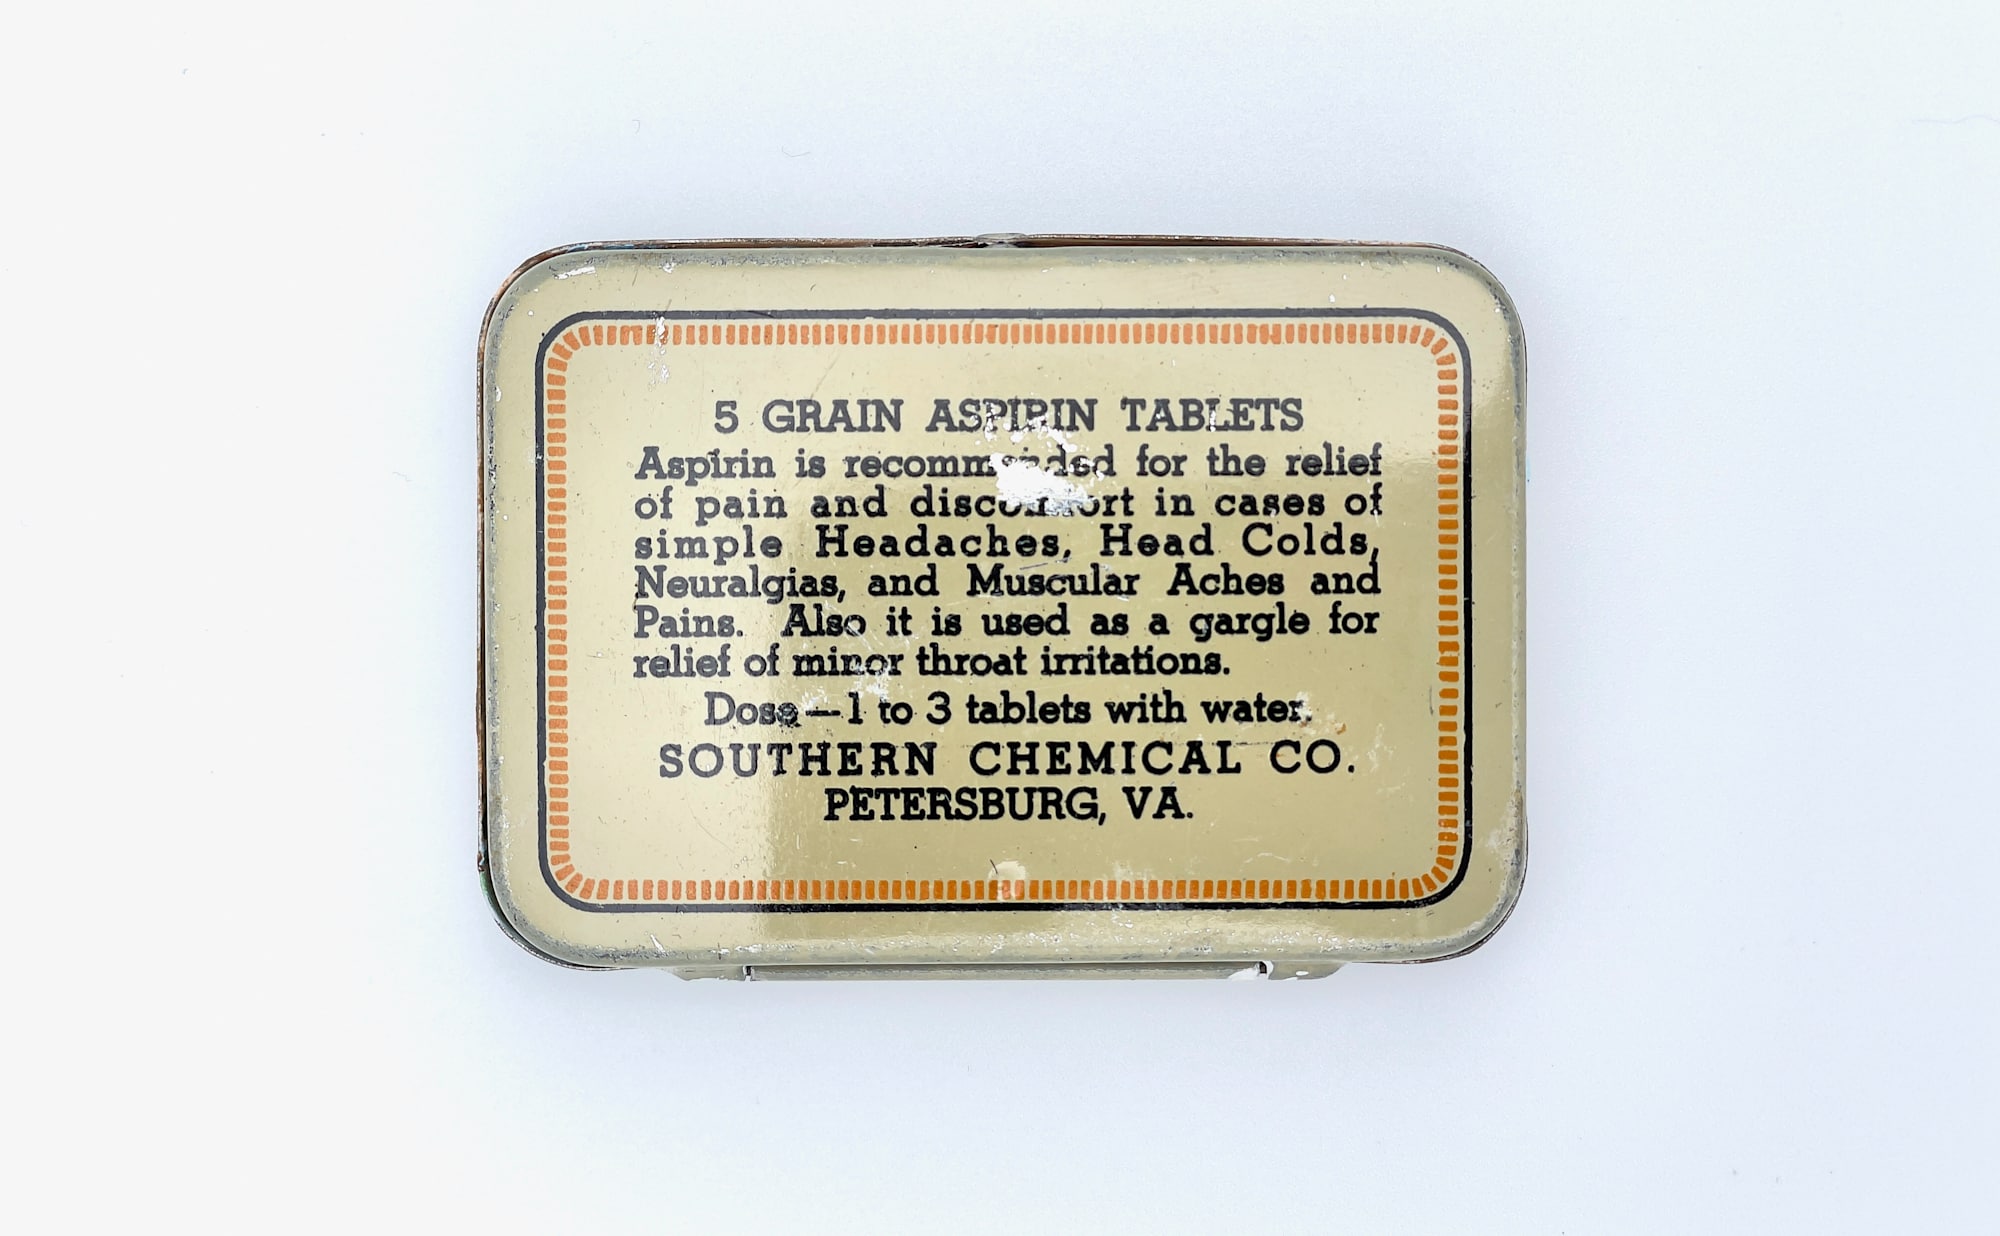 5 GRAIN ASPIRIN TABLETS
Aspirin is recommended for the relief
of pain and discomfort in cases of
simple Headaches, Head Colds,
Neuralgias, and Muscular Aches and
Pains. Also it is used as a gargle for
relief of minor throat irritations.
Dose—1 to 3 tablets with water.
SOUTHERN CHEMICAL CO.
PETERSBURG, VA.